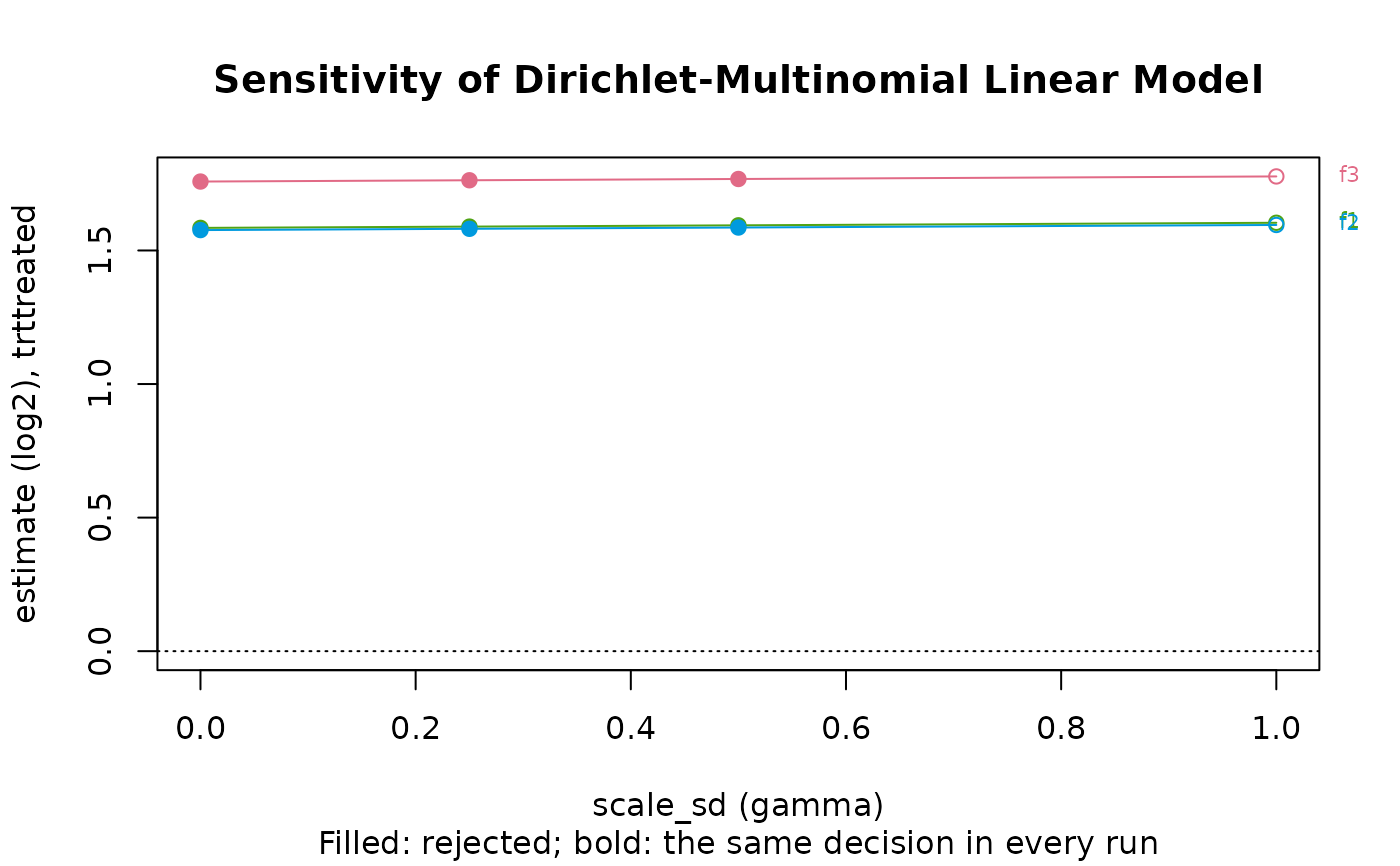 Sensitivity of Dirichlet-Multinomial Linear Model
estimate (log2), trttreated
1.5
1.0
0.5
0.0
f3
f1
f2
0.0 0.2 0.4 0.6 0.8 1.0
scale_sd (gamma)
Filled: rejected; bold: the same decision in every run